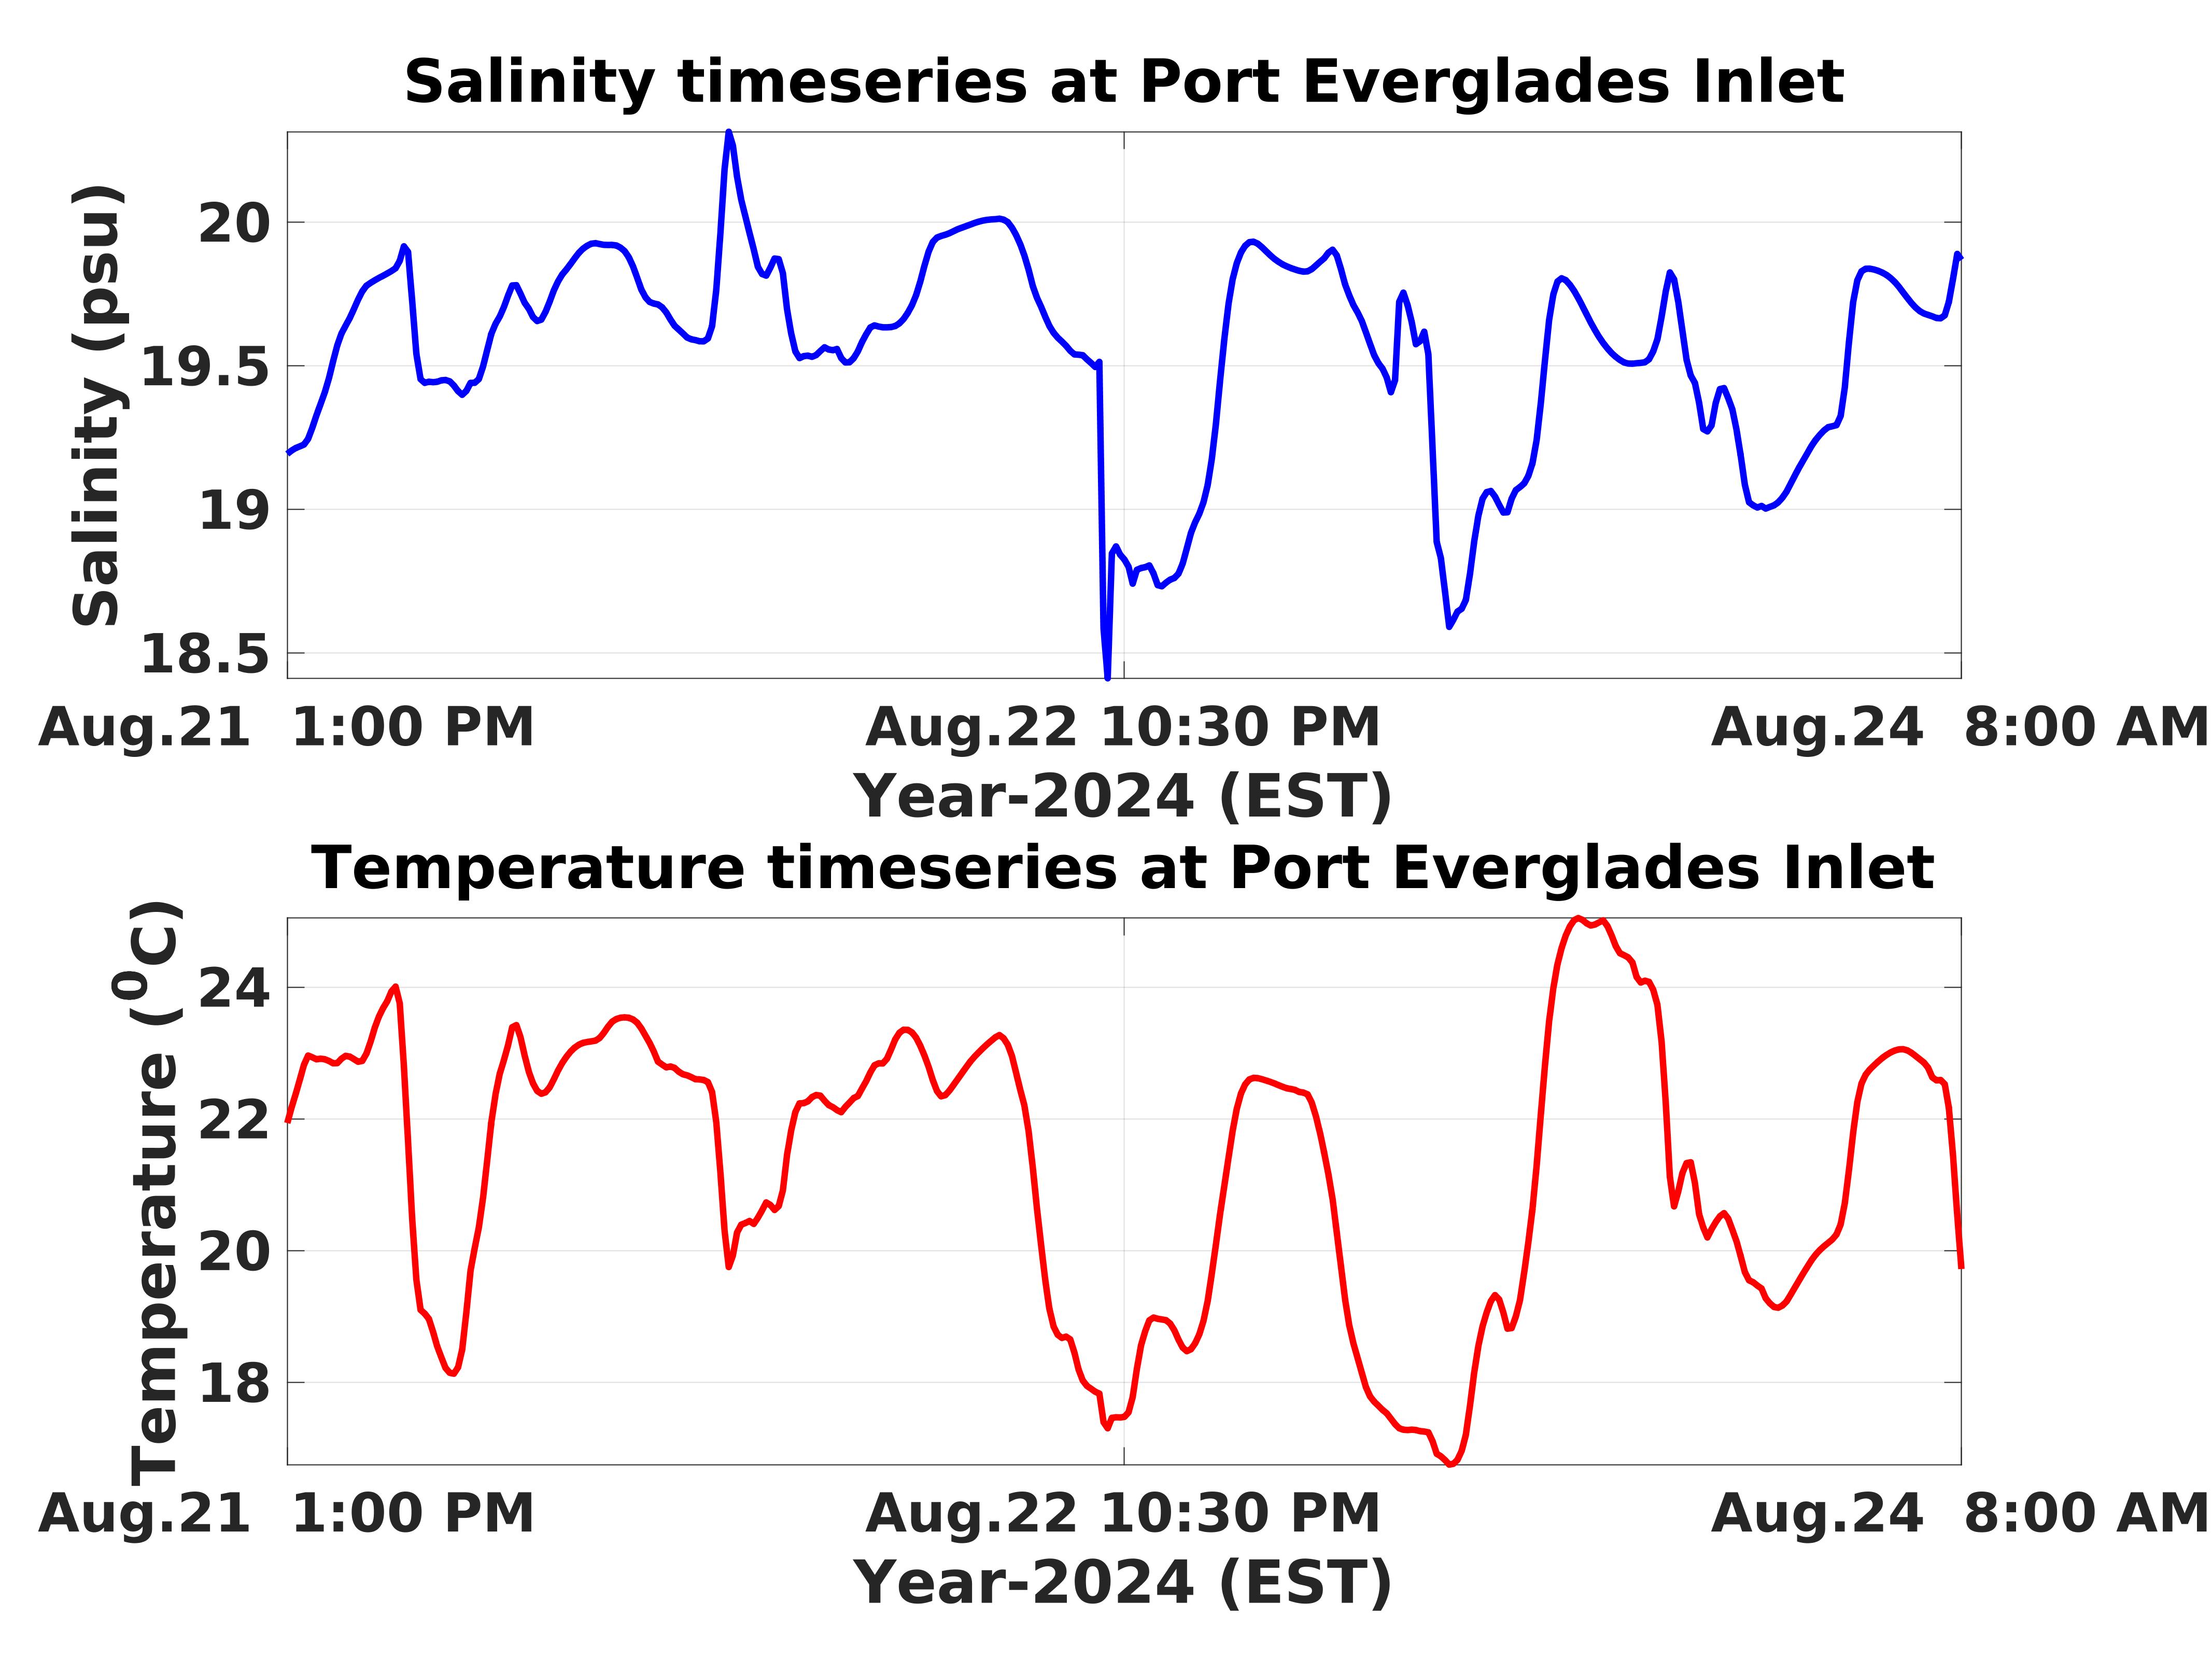 Salinity timeseries at Port Everglades Inlet
Salinity (psu)
20
19.5
19
18.5
Aug.21  1:00 PM
Aug.22 10:30 PM
Aug.24  8:00 AM
Year-2024 (EST)
Temperature timeseries at Port Everglades Inlet
Temperature (⁰C)
24
22
20
18
Aug.21  1:00 PM
Aug.22 10:30 PM
Aug.24  8:00 AM
Year-2024 (EST)